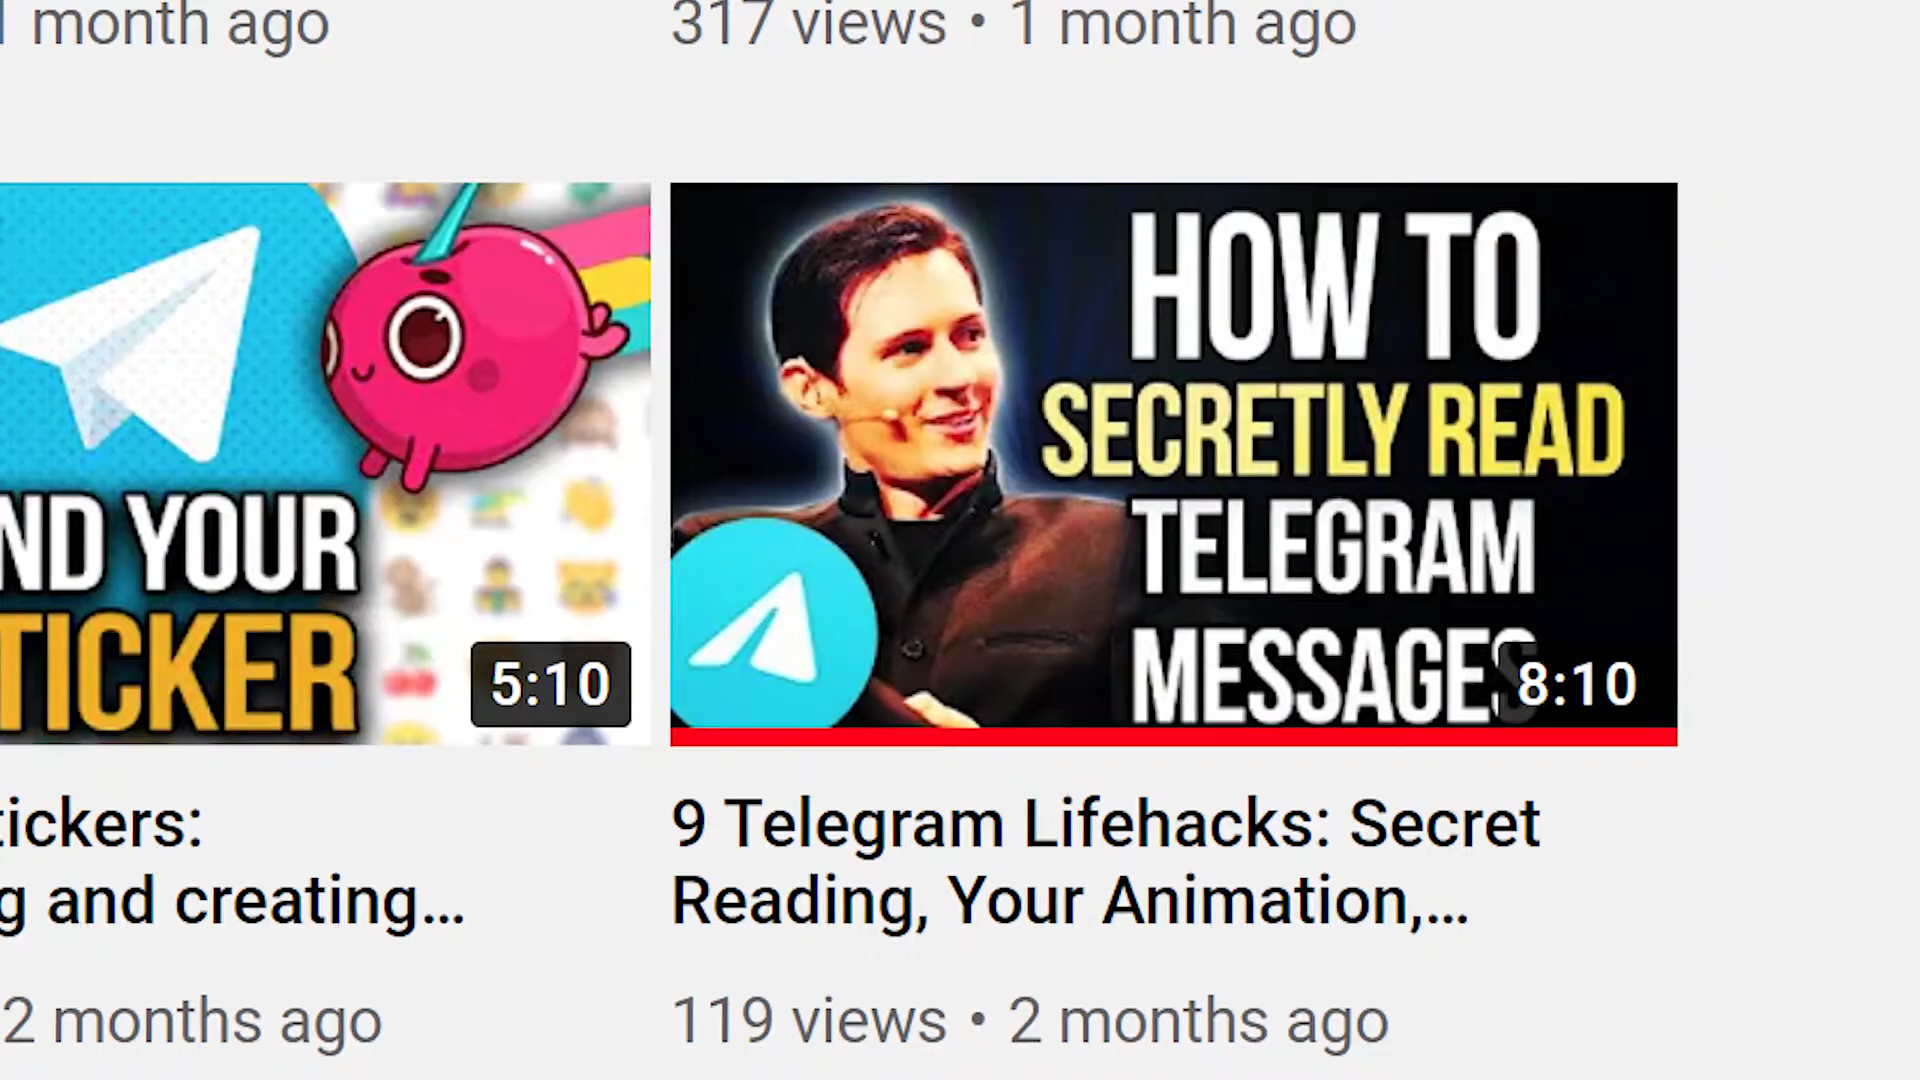 month ago
317 views • 1 month ago
ND YOUR
TICKER
5:10
HOW TO
SECRETLY READ
TELEGRAM
MESSAGES
8:10
tickers:
g and creating...
2 months ago
9 Telegram Lifehacks: Secret
Reading, Your Animation,...
119 views • 2 months ago